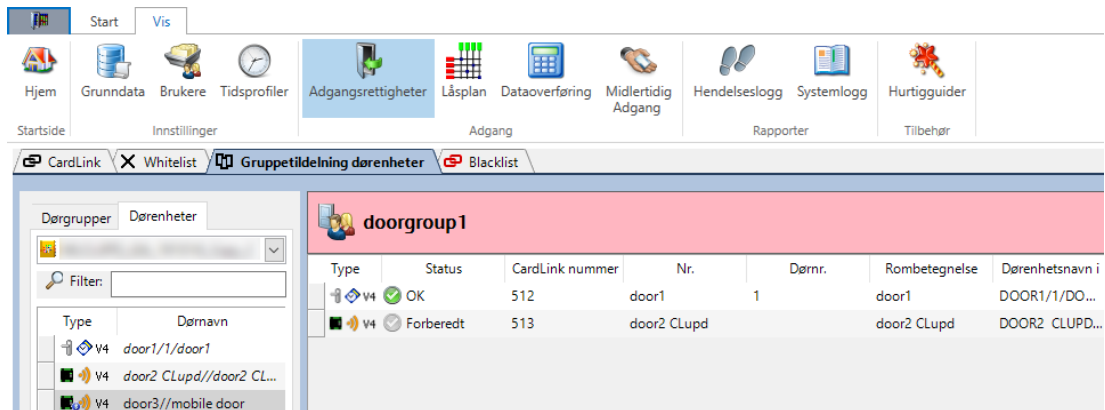 Start Vis
Hjem Grunndata Brukere Tidsprofiler Adgangsrettigheter Låsplan Dataoverføring Midlertidig Adgang Hendelseslogg Systemlogg Hurtigguider
Startside Innstillinger Adgang Rapporter Tilbehør
CardLink Whitelist Gruppetildelning dørenheter Blacklist
Dørgrupper Dørenheter
doorgroup1
Filter:
Type Status CardLink nummer Nr. Dørnr. Rombetegnelse Dørenhetsnavn i
V4 OK 512 door1 1 door1 DOOR1/1/DO...
V4 Forberedt 513 door2 CLupd door2 CLupd DOOR2 CLUPD...
Type Dørnavn
V4 door1/1/door1
V4 door2 CLupd//door2 CL...
V4 door3//mobile door